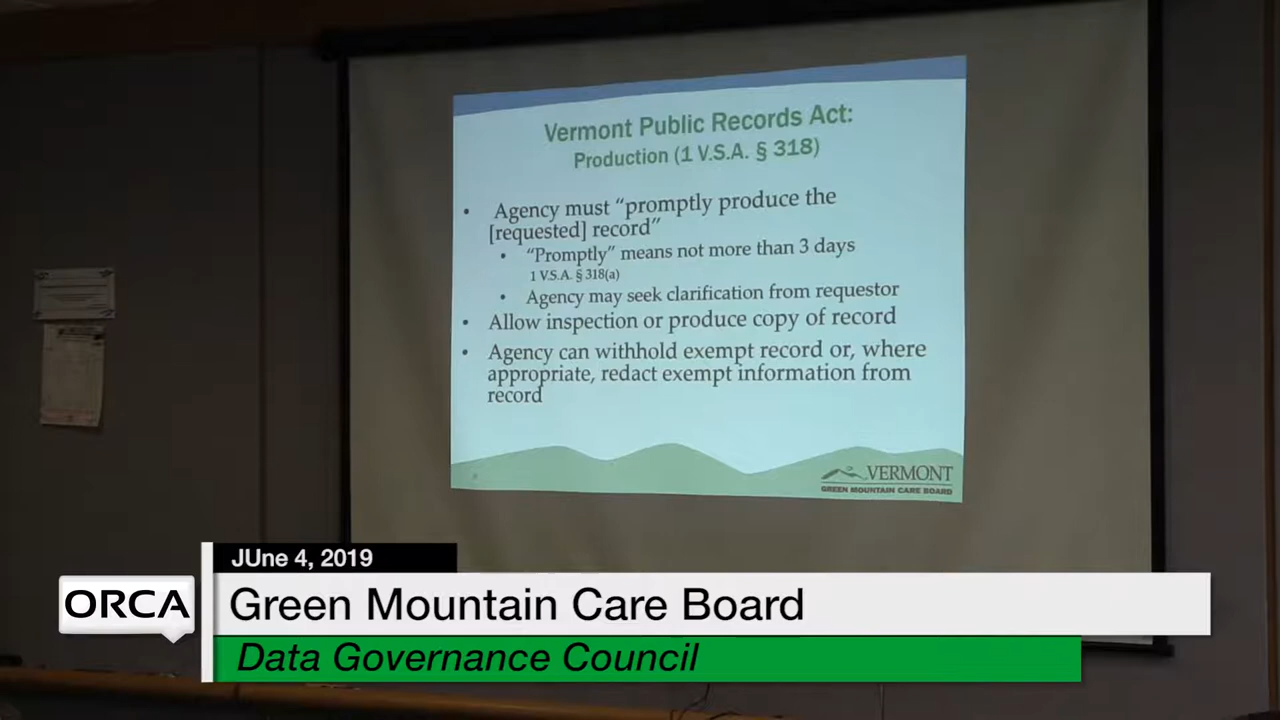 Vermont Public Records Act:
Production (1 V.S.A. § 318)
• Agency must “promptly produce the
[requested] record”
• “Promptly” means not more than 3 days
1 V.S.A. § 318(a)
• Agency may seek clarification from requestor
• Allow inspection or produce copy of record
• Agency can withhold exempt record or, where
appropriate, redact exempt information from
record
VERMONT
GREEN MOUNTAIN CARE BOARD
JUne 4, 2019
ORCA
Green Mountain Care Board
Data Governance Council